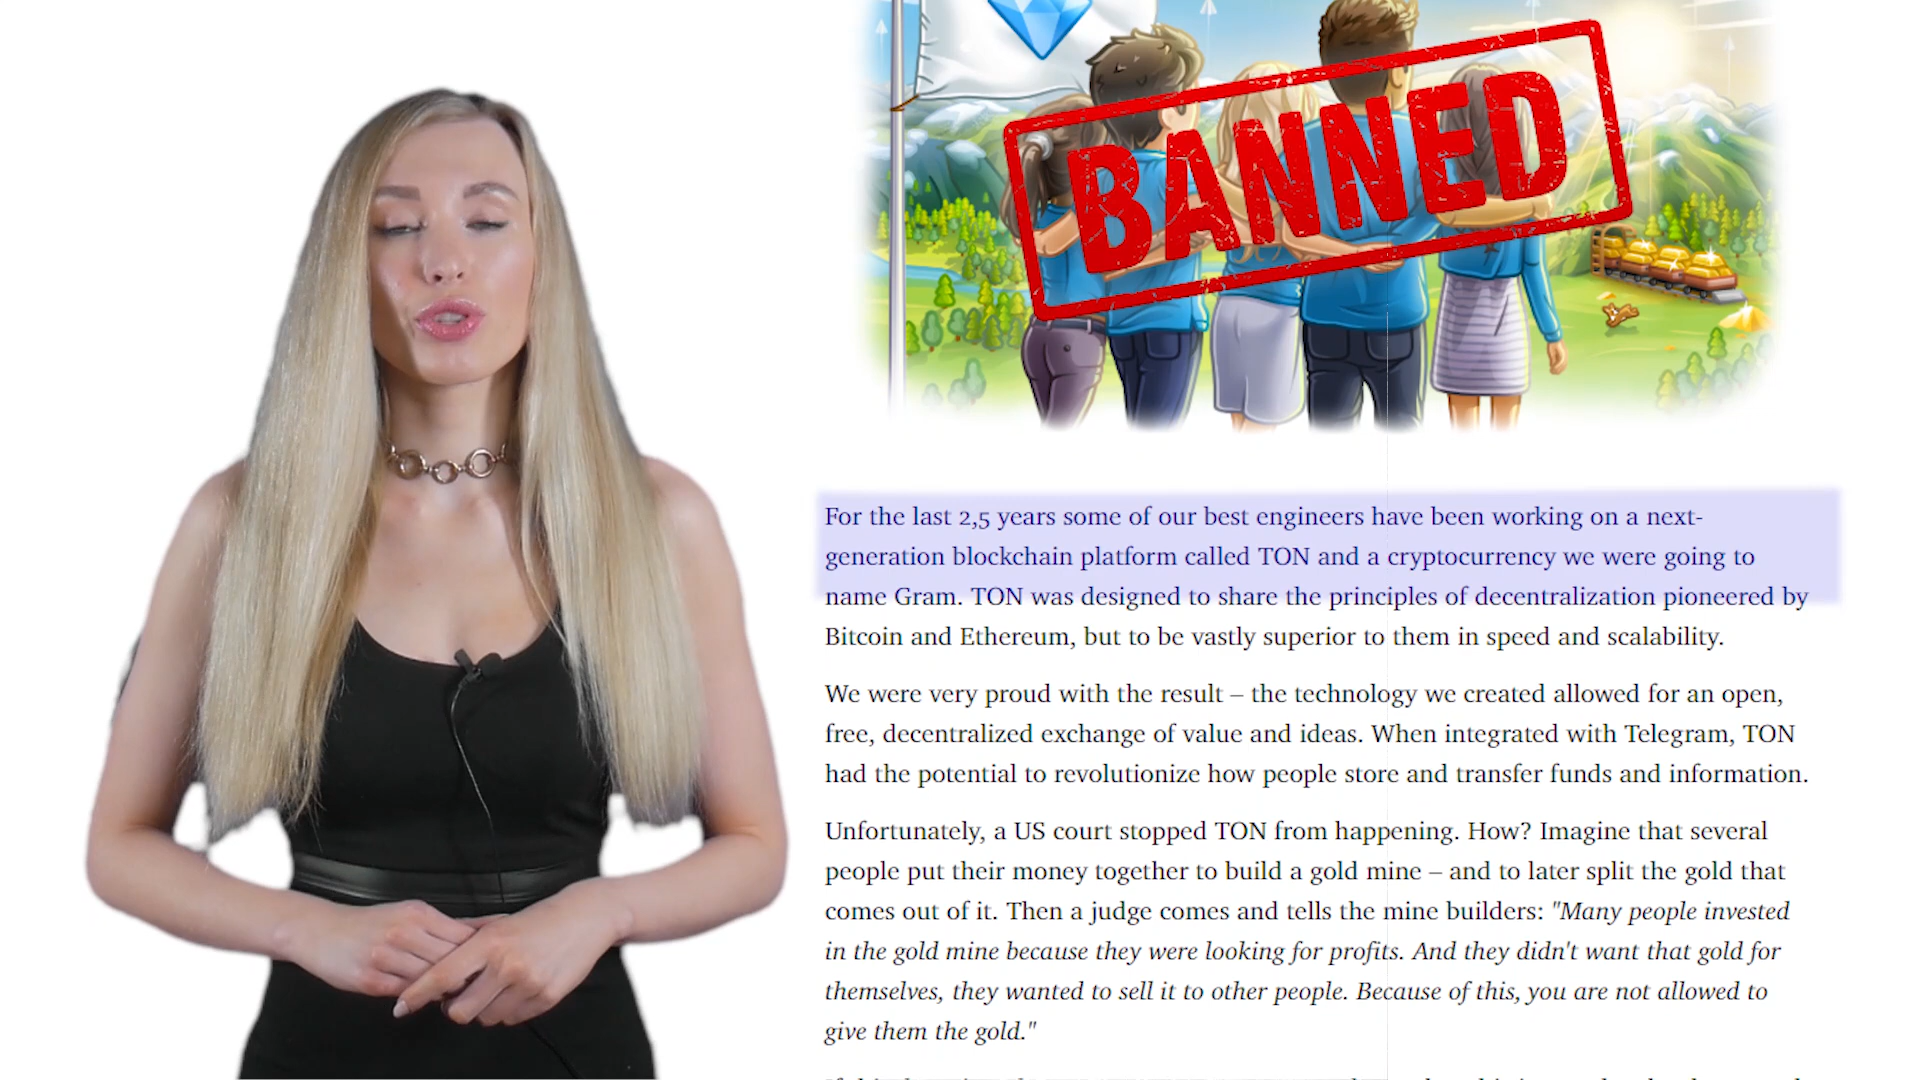 BANNED
For the last 2,5 years some of our best engineers have been working on a next-
generation blockchain platform called TON and a cryptocurrency we were going to
name Gram. TON was designed to share the principles of decentralization pioneered by
Bitcoin and Ethereum, but to be vastly superior to them in speed and scalability.
We were very proud with the result – the technology we created allowed for an open,
free, decentralized exchange of value and ideas. When integrated with Telegram, TON
had the potential to revolutionize how people store and transfer funds and information.
Unfortunately, a US court stopped TON from happening. How? Imagine that several
people put their money together to build a gold mine – and to later split the gold that
comes out of it. Then a judge comes and tells the mine builders: "Many people invested
in the gold mine because they were looking for profits. And they didn't want that gold for
themselves, they wanted to sell it to other people. Because of this, you are not allowed to
give them the gold."